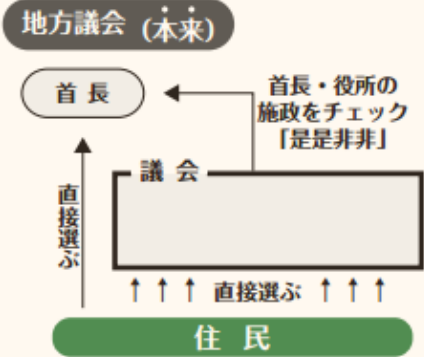 地方議会 (本来)
首長
首長・役所の
施政をチェック
「是是非非」
議会
直接選ぶ
直接選ぶ
住民